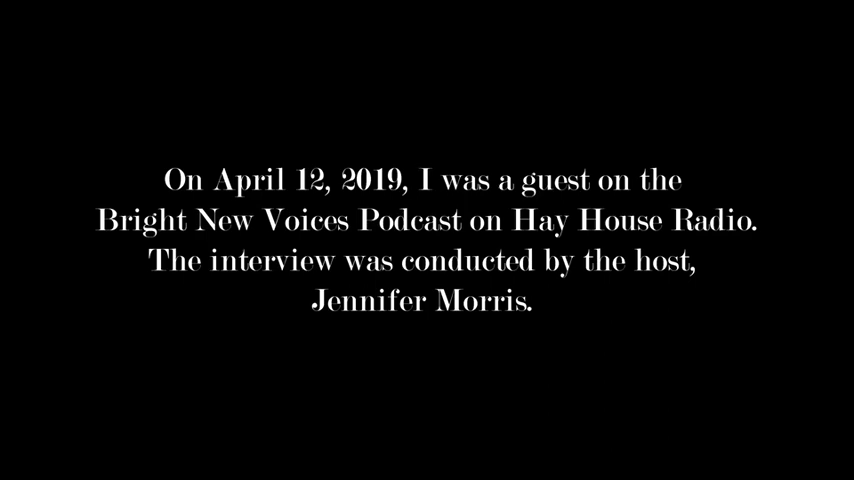 On April 12, 2019, I was a guest on the
Bright New Voices Podcast on Hay House Radio.
The interview was conducted by the host,
Jennifer Morris.